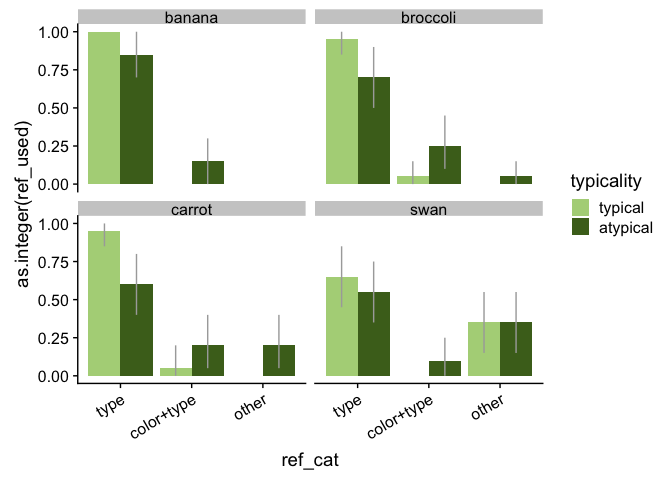 banana
broccoli
1.00
0.75
0.50
0.25
0.00
carrot
swan
1.00
0.75
0.50
0.25
0.00
as.integer(ref_used)
type
color+type
other
type
color+type
other
ref_cat
typicality
typical
atypical